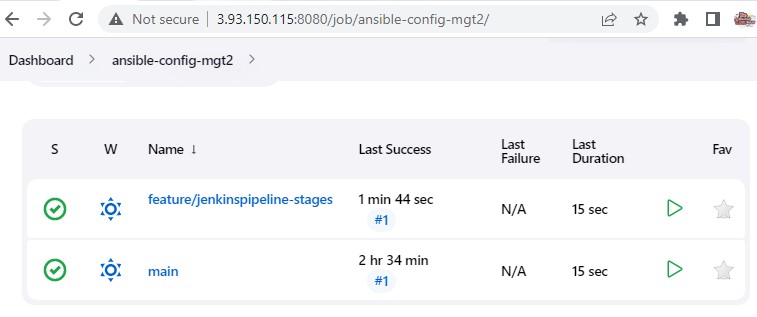 Not secure | 3.93.150.115:8080/job/ansible-config-mgt2/
Dashboard > ansible-config-mgt2 >
S W Name ↓ Last Success Last Failure Last Duration Fav
feature/jenkinspipeline-stages 1 min 44 sec #1 N/A 15 sec
main 2 hr 34 min #1 N/A 15 sec